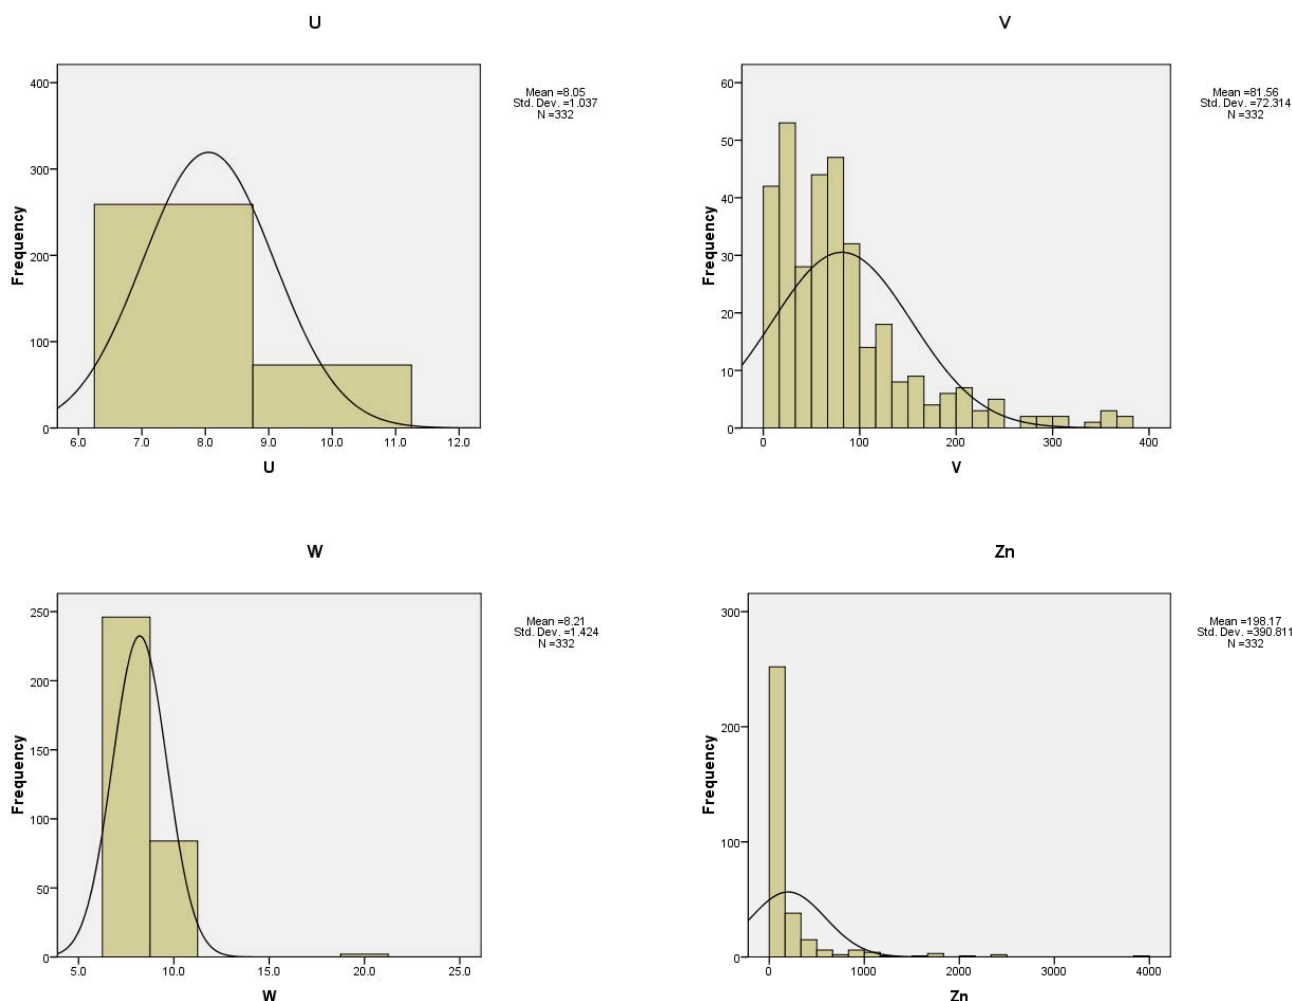 U
400
300
200
100
0
Frequency
6.0 7.0 8.0 9.0 10.0 11.0 12.0
U
Mean =8.05
Std. Dev. =1.037
N =332
V
60
50
40
30
20
10
0
Frequency
0 100 200 300 400
V
Mean =81.56
Std. Dev. =72.314
N =332
W
250
200
150
100
50
0
Frequency
5.0 10.0 15.0 20.0 25.0
W
Mean =8.21
Std. Dev. =1.424
N =332
Zn
300
200
100
0
Frequency
0 1000 2000 3000 4000
Zn
Mean =198.17
Std. Dev. =390.811
N =332